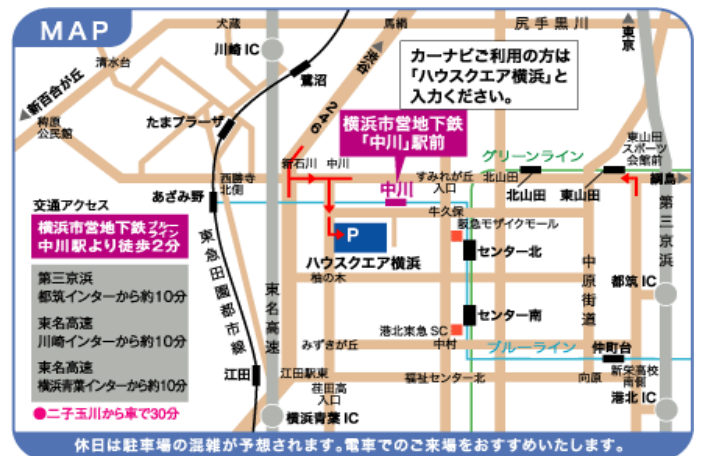 MAP
犬蔵
馬絹
尻手黒川
東京
川崎IC
清水台
渋谷
カーナビご利用の方は
「ハウスクエア横浜」と
入力ください。
新百合が丘
鷺沼
246
稗原
公民館
たまプラーザ
横浜市営地下鉄
「中川」駅前
東山田
スポーツ
会館前
グリーンライン
新石川
中川
すみれが丘
入口
北山田
西勝寺
北側
中川
北山田
東山田
綱島
あざみ野
牛久保
阪急モザイクモール
第三京浜
交通アクセス
横浜市営地下鉄ブルーライン
中川駅より徒歩2分
P
ハウスクエア横浜
センター北
東急田園都市線
東名高速
柚の木
中原街道
都筑IC
第三京浜
都筑インターから約10分
東名高速
川崎インターから約10分
東名高速
横浜青葉インターから約10分
センター南
港北東急SC
みずきが丘
中村
ブルーライン
仲町台
江田
江田駅東
荏田高
入口
福祉センター北
向原
新栄高校
南側
港北IC
●二子玉川から車で30分
横浜青葉IC
休日は駐車場の混雑が予想されます。電車でのご来場をおすすめいたします。